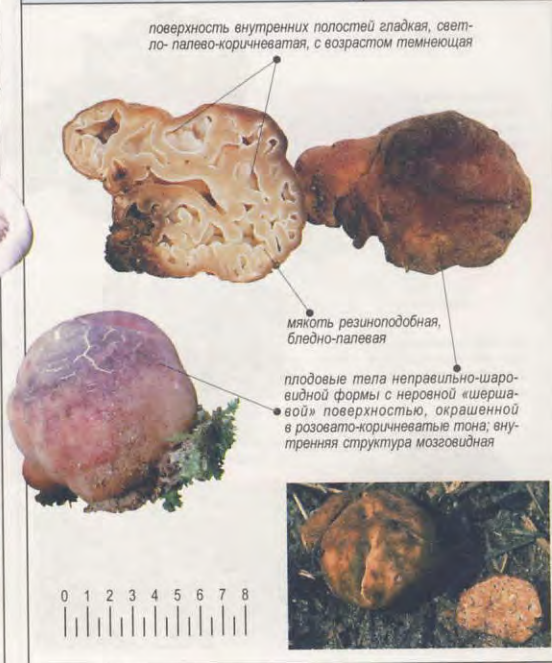 поверхность внутренних полостей гладкая, свет-
ло- палево-коричневатая, с возрастом темнеющая
мякоть резиноподобная,
бледно-палевая
плодовые тела неправильно-шаро-
видной формы с неровной «шерша-
вой» поверхностью, окрашенной
в розовато-коричневатые тона; вну-
тренняя структура мозговидная
0 1 2 3 4 5 6 7 8